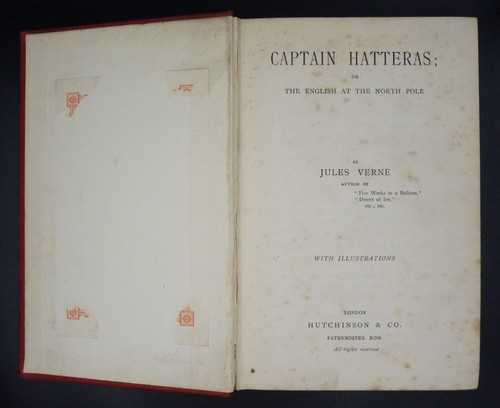 CAPTAIN HATTERAS;
OR
THE ENGLISH AT THE NORTH POLE
BY
JULES VERNE
AUTHOR OF
"Five Weeks in a Balloon,"
"Desert of Ice,"
etc., etc.
WITH ILLUSTRATIONS
LONDON
HUTCHINSON & CO.
PATERNOSTER ROW
All rights reserved